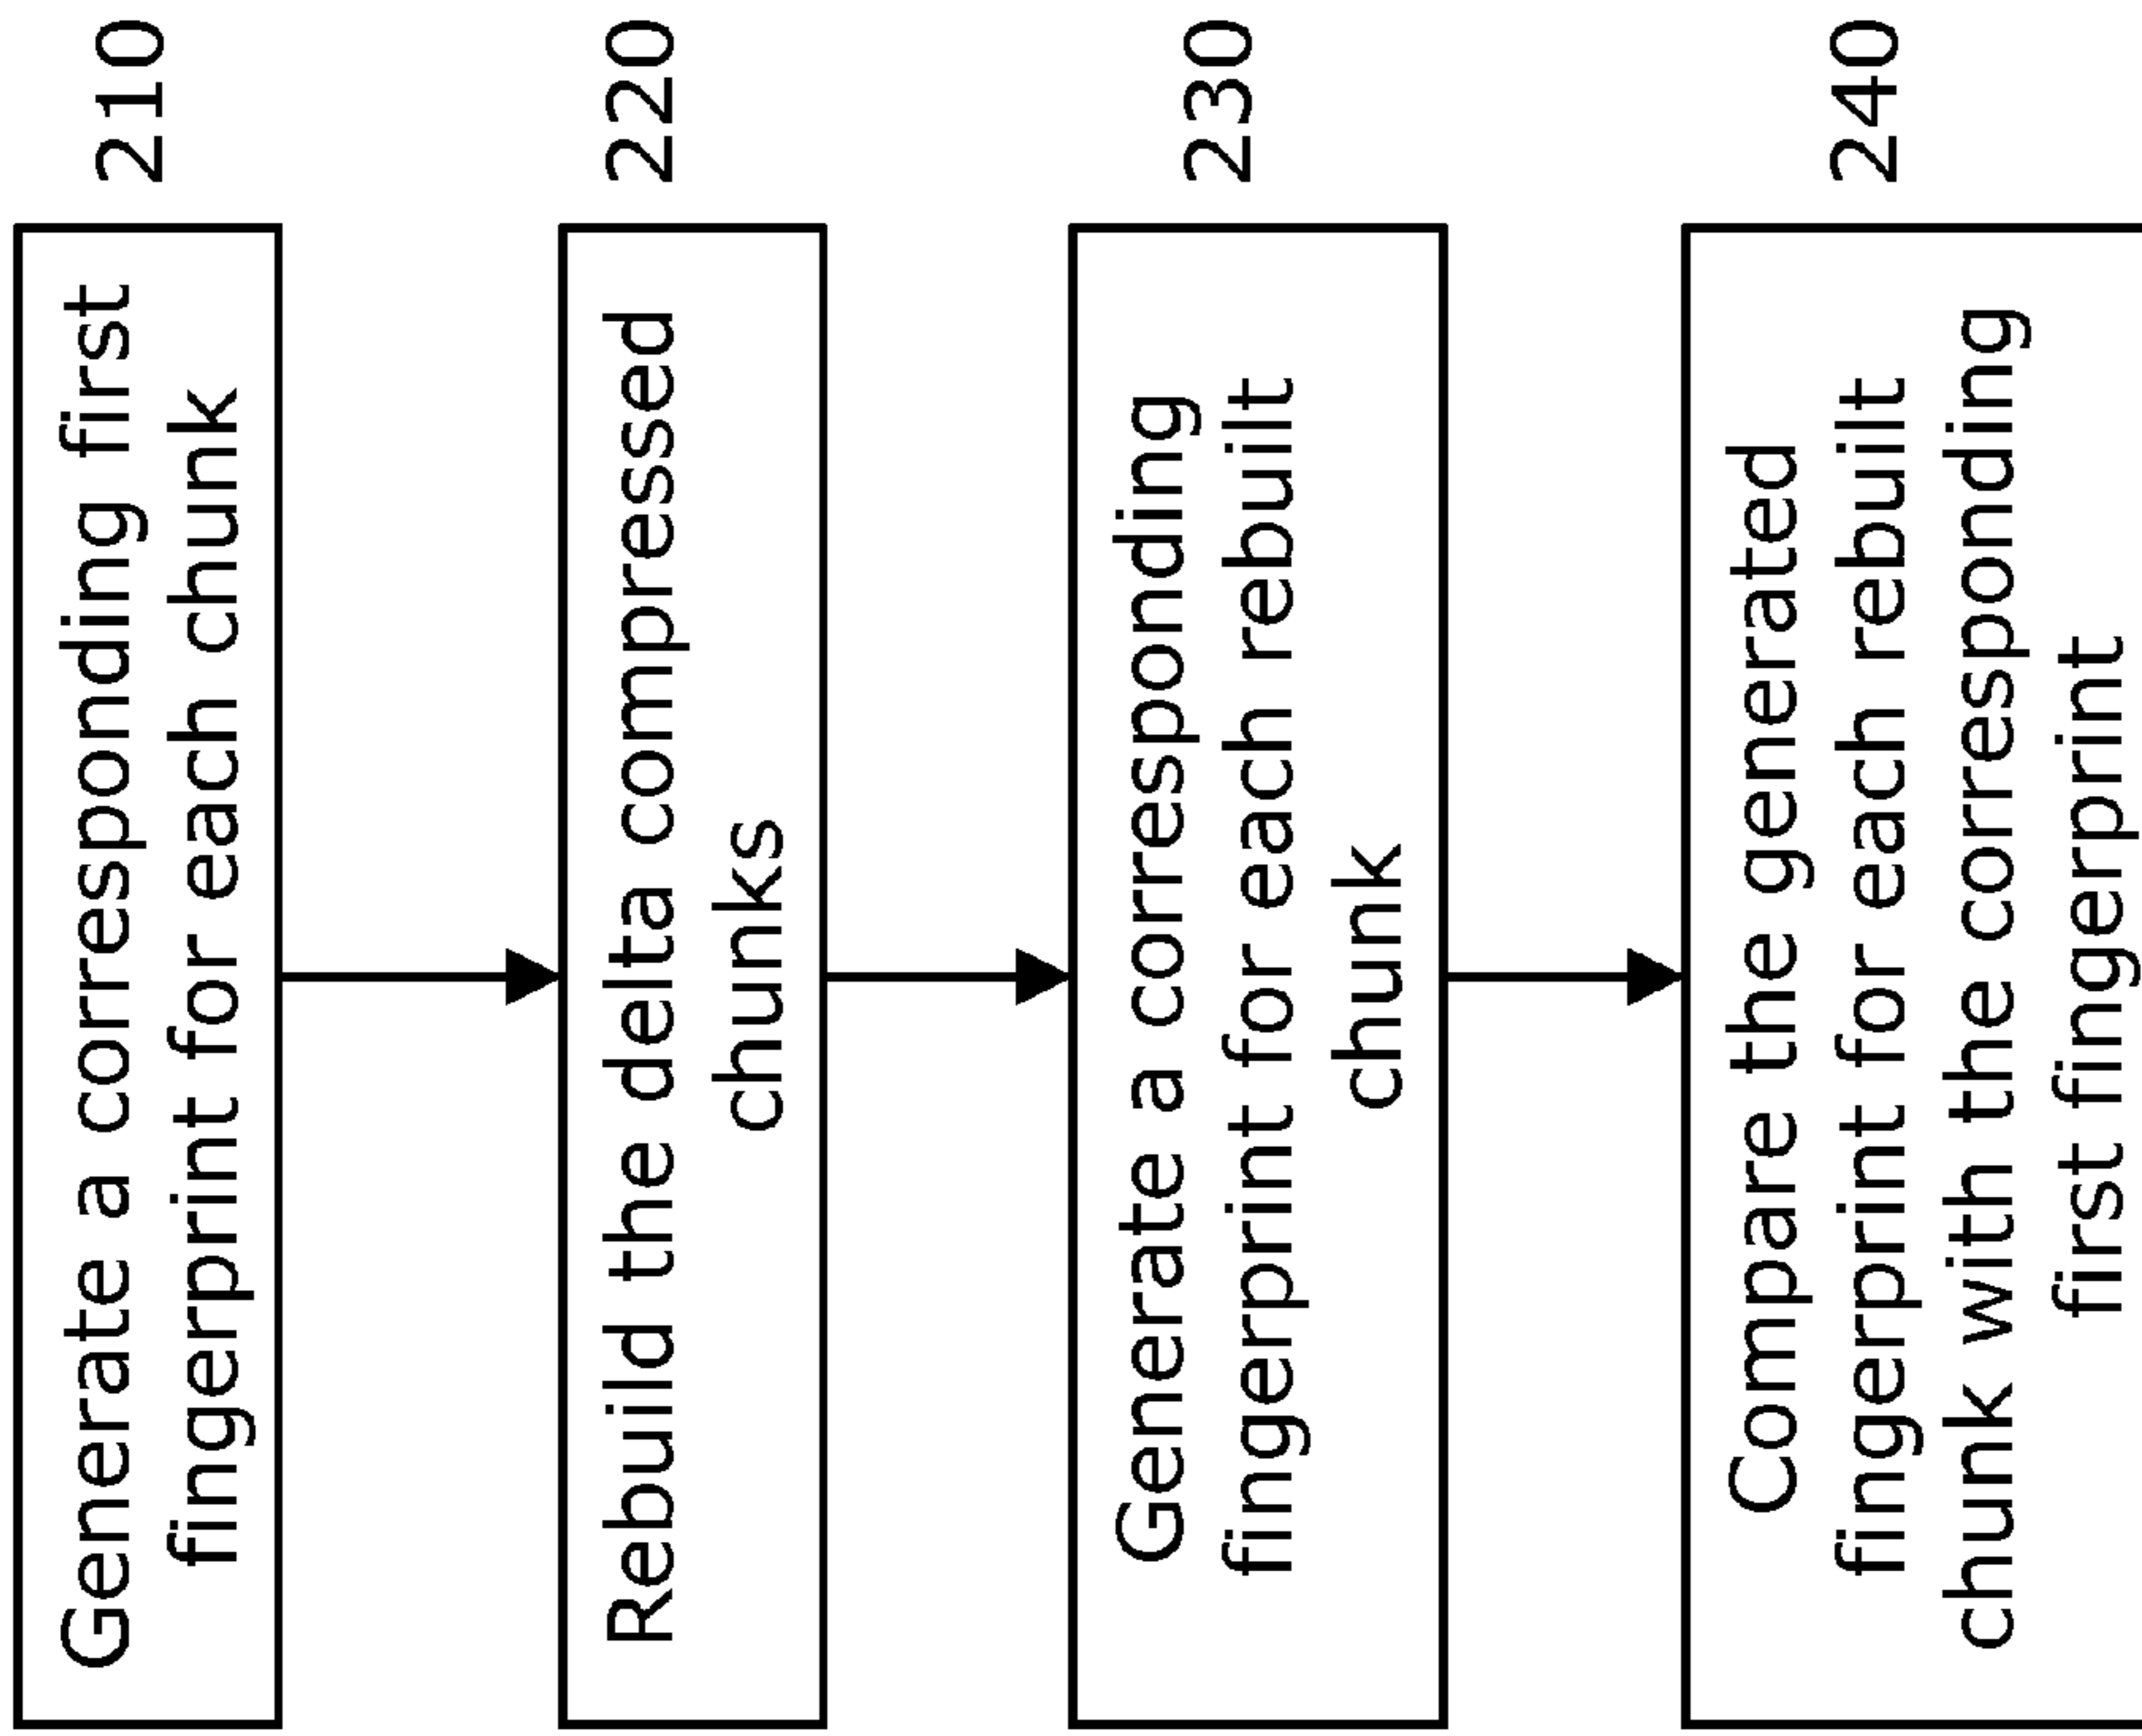 Generate a corresponding first
fingerprint for each chunk
210
Rebuild the delta compressed
chunks
220
Generate a corresponding
fingerprint for each rebuilt
chunk
230
Compare the generated
fingerprint for each rebuilt
chunk with the corresponding
first fingerprint
240